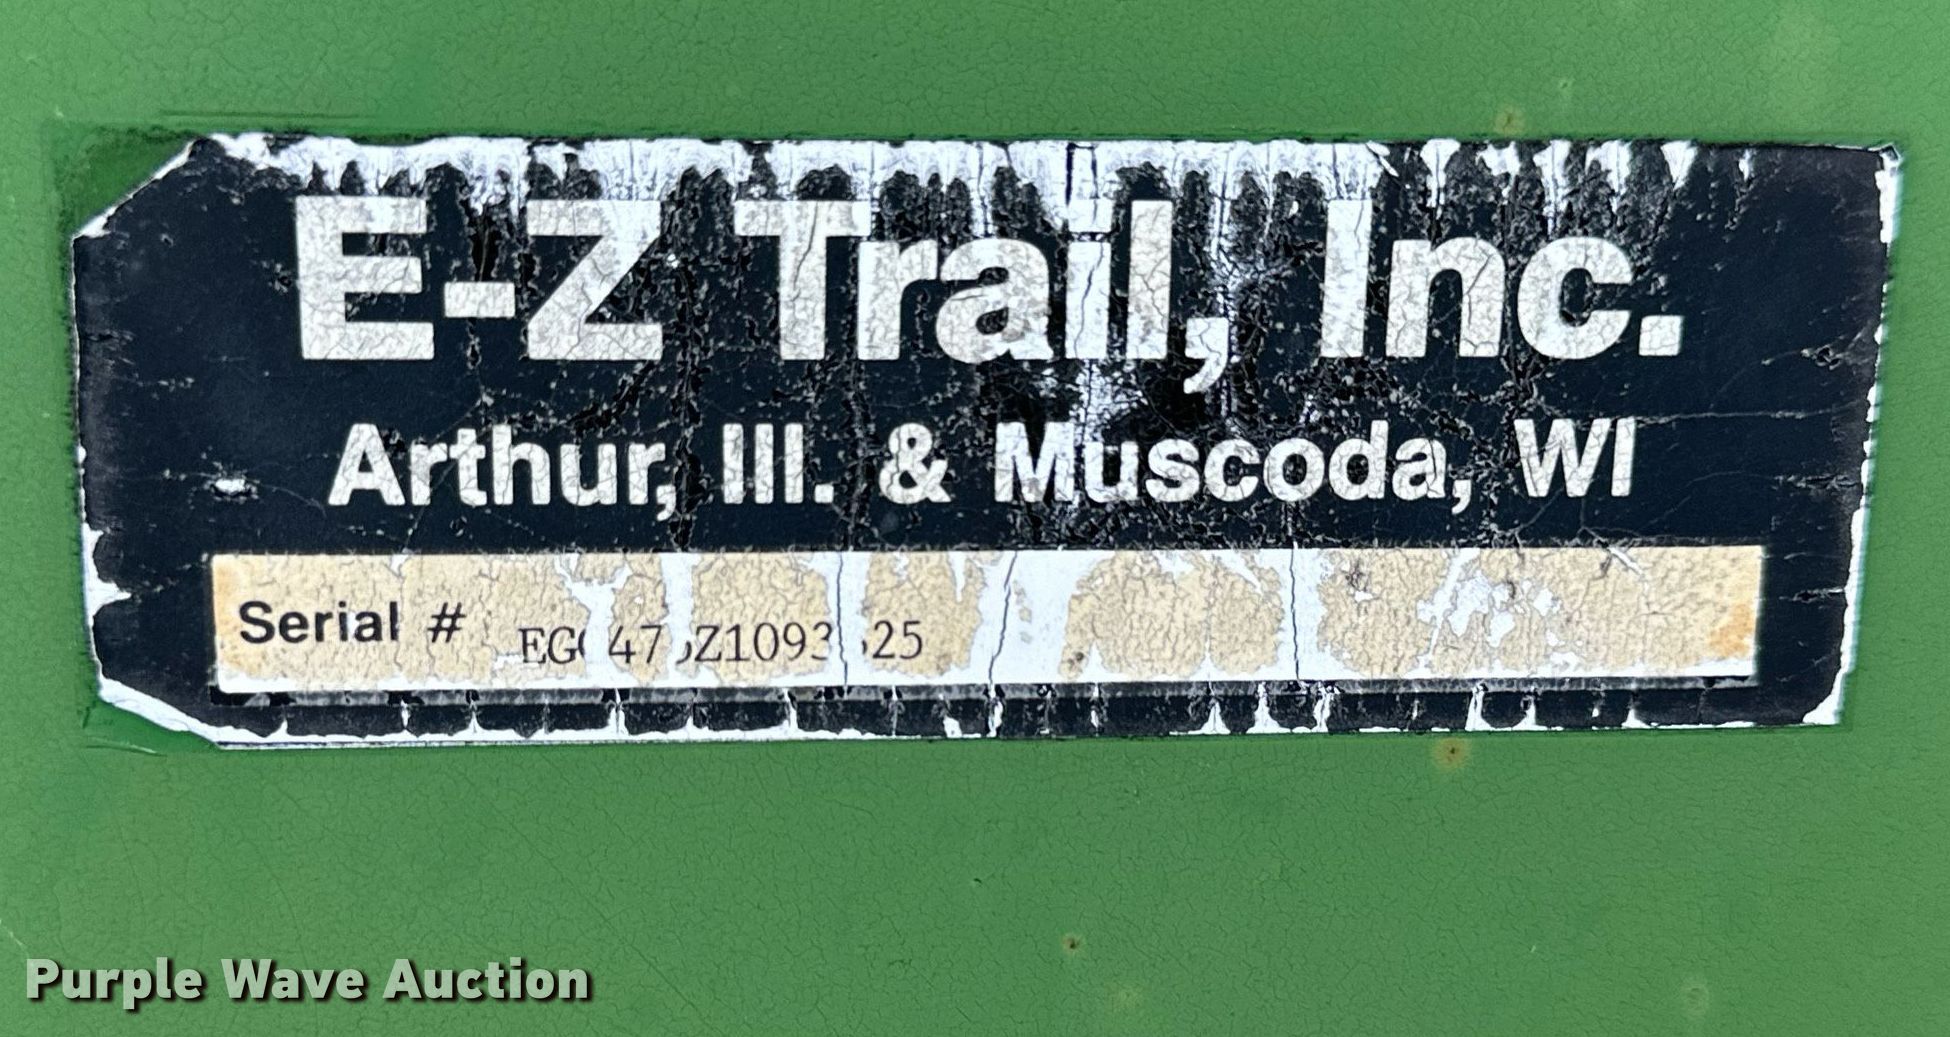 E-Z Trail, Inc.
Arthur, Ill. & Muscoda, WI
Serial #
Purple Wave Auction